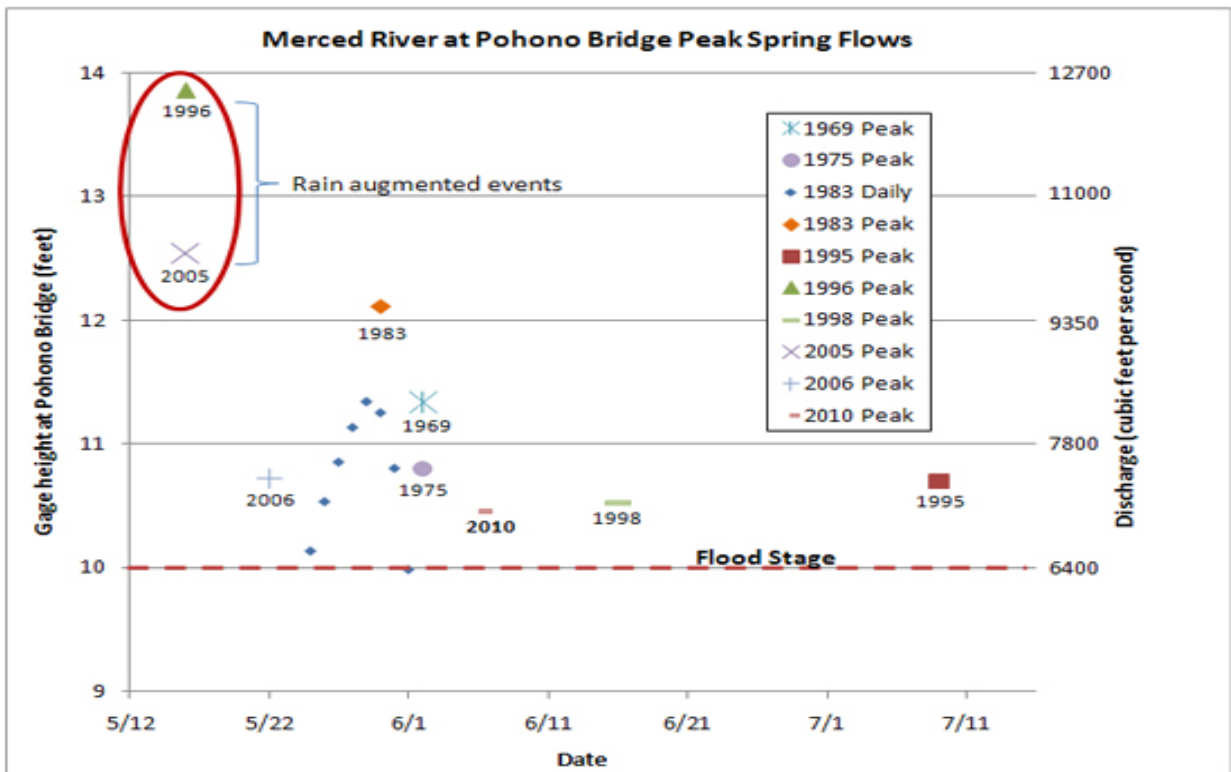 Merced River at Pohono Bridge Peak Spring Flows
Gage height at Pohono Bridge (feet)
14
13
12
11
10
9
12700
11000
9350
7800
6400
Discharge (cubic feet per second)
1996
Rain augmented events
2005
1983
1969
1975
2006
2010
1998
1995
Flood Stage
1969 Peak
1975 Peak
1983 Daily
1983 Peak
1995 Peak
1996 Peak
1998 Peak
2005 Peak
2006 Peak
2010 Peak
5/12 5/22 6/1 6/11 6/21 7/1 7/11
Date